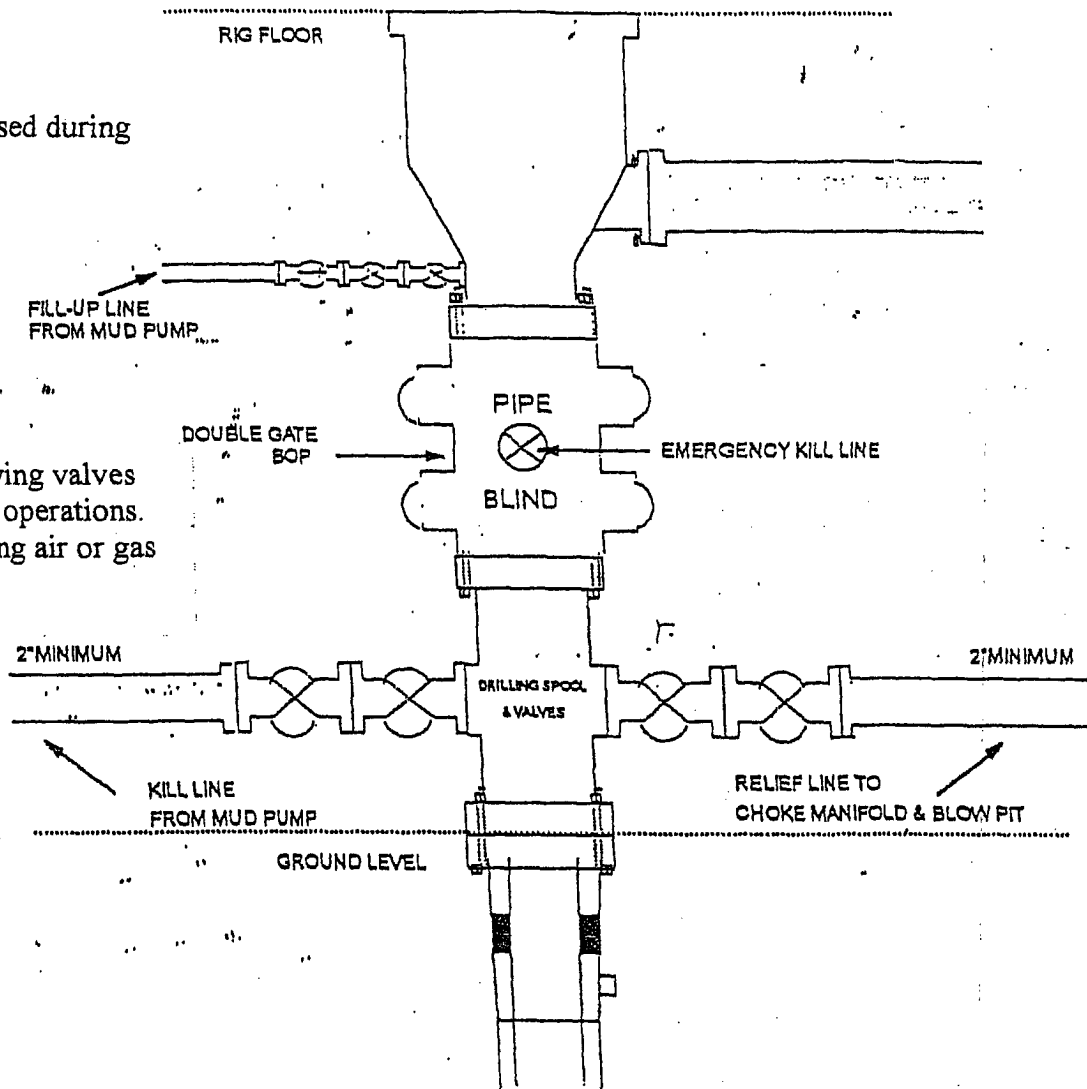 RIG FLOOR
sed during
FILL-UP LINE
FROM MUD PUMP
PIPE
DOUBLE GATE
BOP
EMERGENCY KILL LINE
BLIND
ving valves
operations.
ng air or gas
2" MINIMUM
2" MINIMUM
DRILLING SPOOL
& VALVES
KILL LINE
FROM MUD PUMP
RELIEF LINE TO
CHOKE MANIFOLD & BLOW PIT
GROUND LEVEL